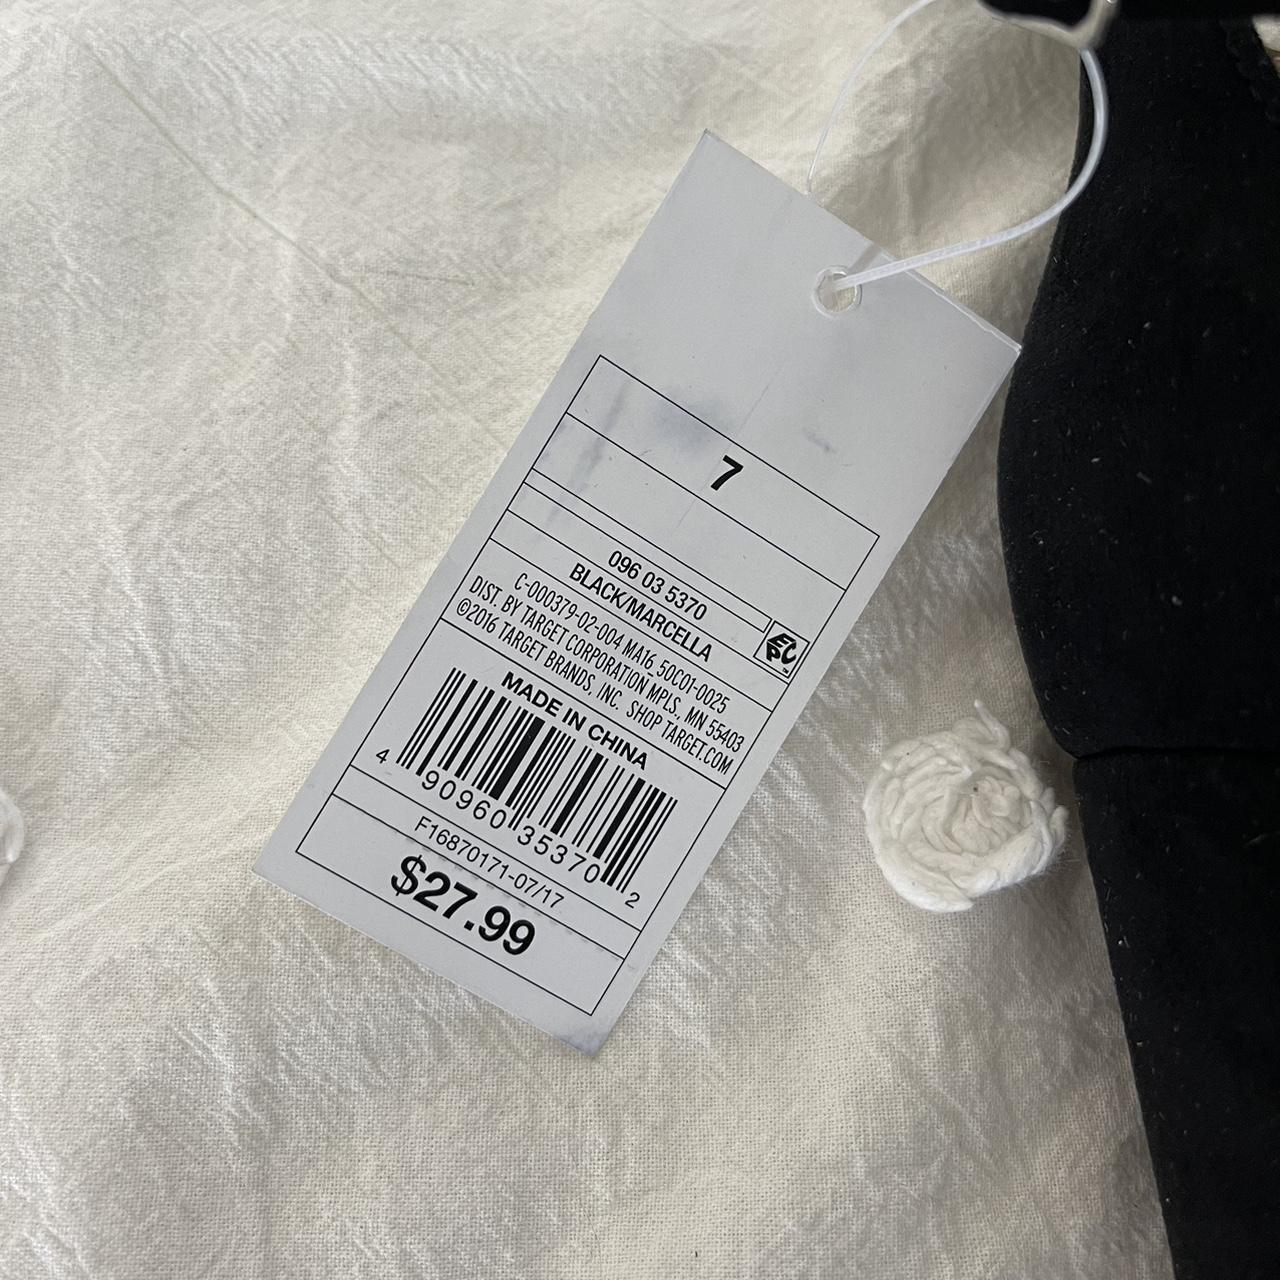 7
096 03 5370
BLACK/MARCELLA
C-000379-02-004 MA16 50C01-0025
DIST. BY TARGET CORPORATION MPLS., MN 55403
©2016 TARGET BRANDS, INC. SHOP TARGET.COM
EPC™
MADE IN CHINA
4 90960 35370 2
F16870171-07/17
$27.99